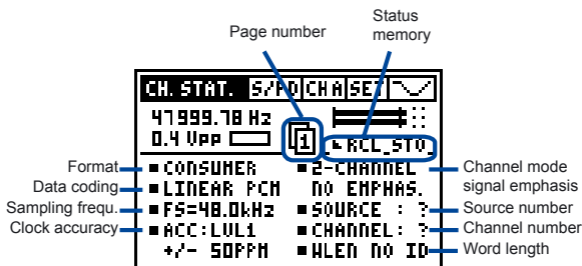 Page number
Status
memory
CH. STAT. S/PD CH A SET
47999.78 Hz
0.4 Vpp
1
RCL_STO
Format
CONSUMER
2-CHANNEL
Channel mode
Data coding
LINEAR PCM
NO EMPHAS.
signal emphasis
Sampling frequ.
FS=48.0kHz
SOURCE : ?
Source number
Clock accuracy
ACC:LVL1
CHANNEL: ?
Channel number
+/- 50PPM
WLEN NO ID
Word length